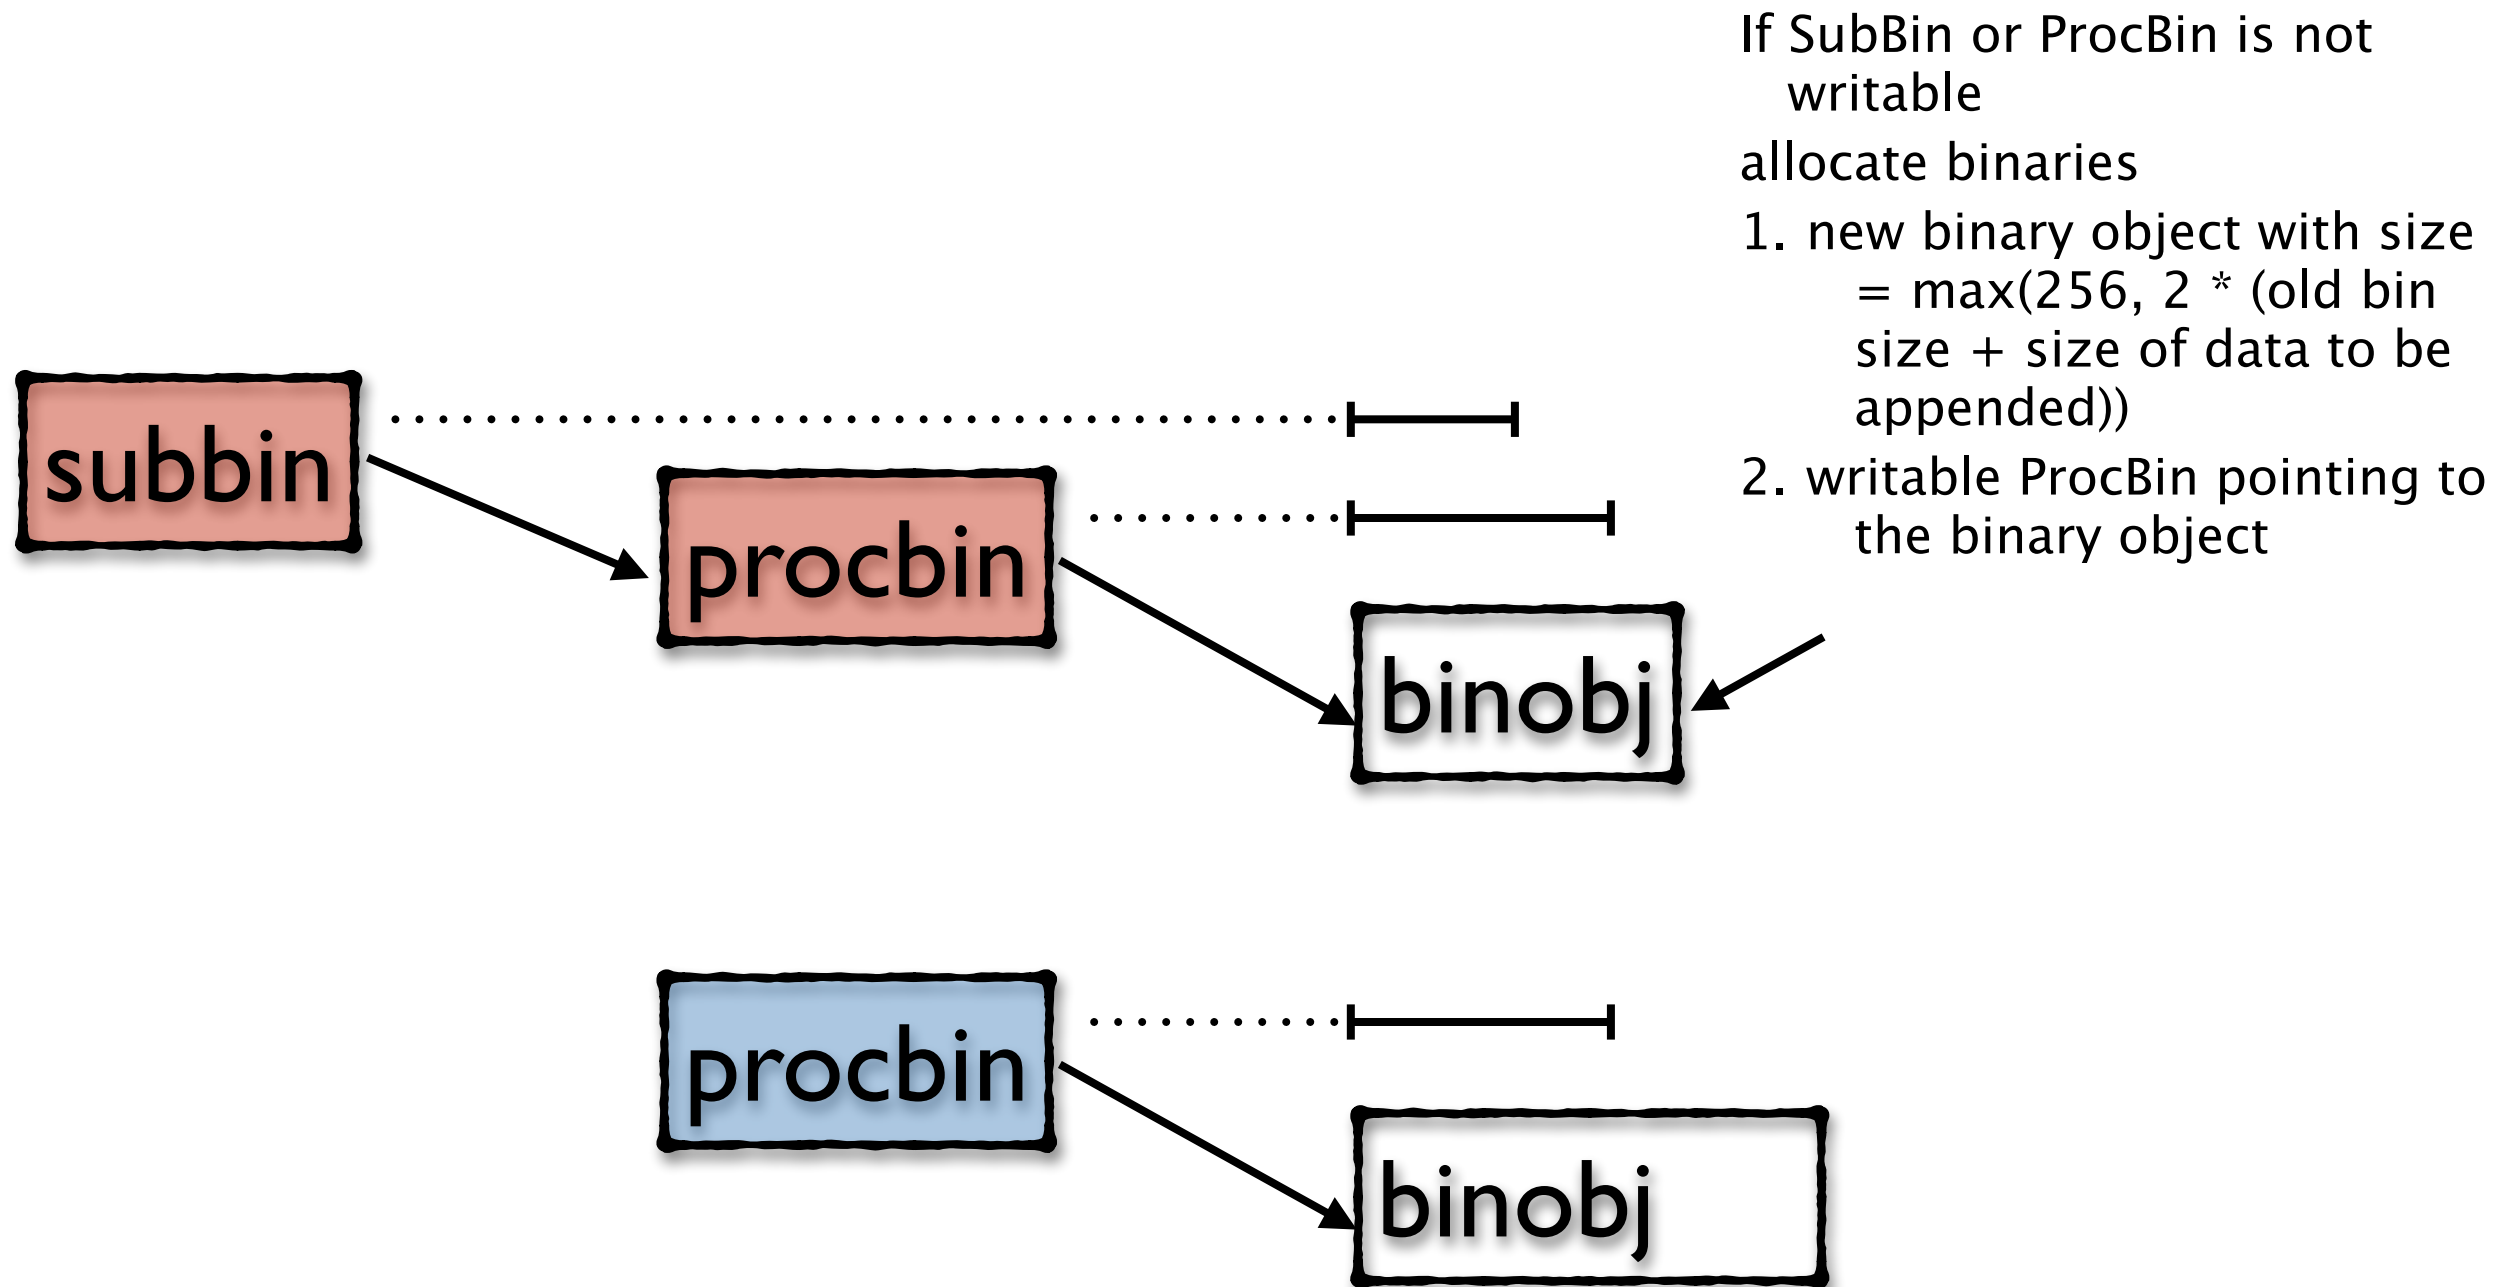 If SubBin or ProcBin is not
writable
allocate binaries
1. new binary object with size
= max(256, 2 * (old bin
size + size of data to be
appended))
2. writable ProcBin pointing to
the binary object
subbin
procbin
binobj
procbin
binobj